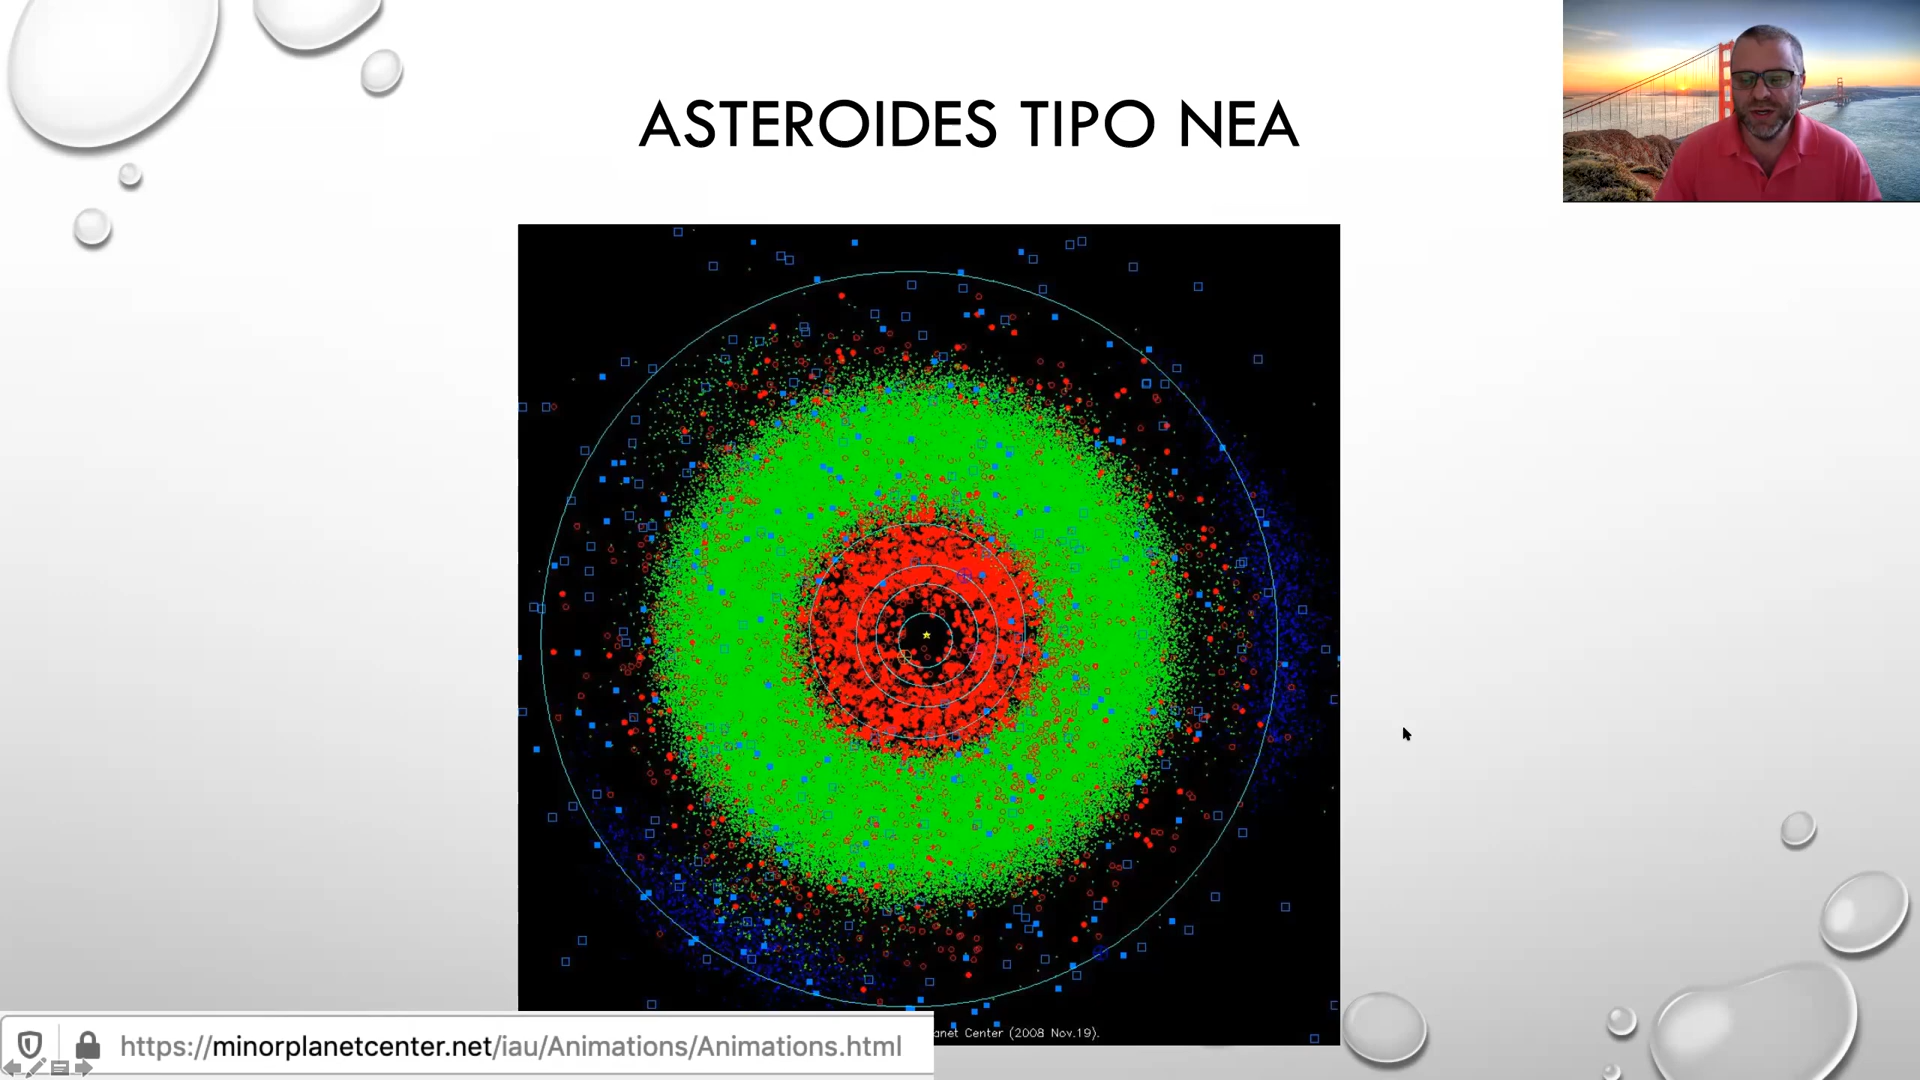 ASTEROIDES TIPO NEA
anet Center (2008 Nov.19).
https://minorplanetcenter.net/iau/Animations/Animations.html